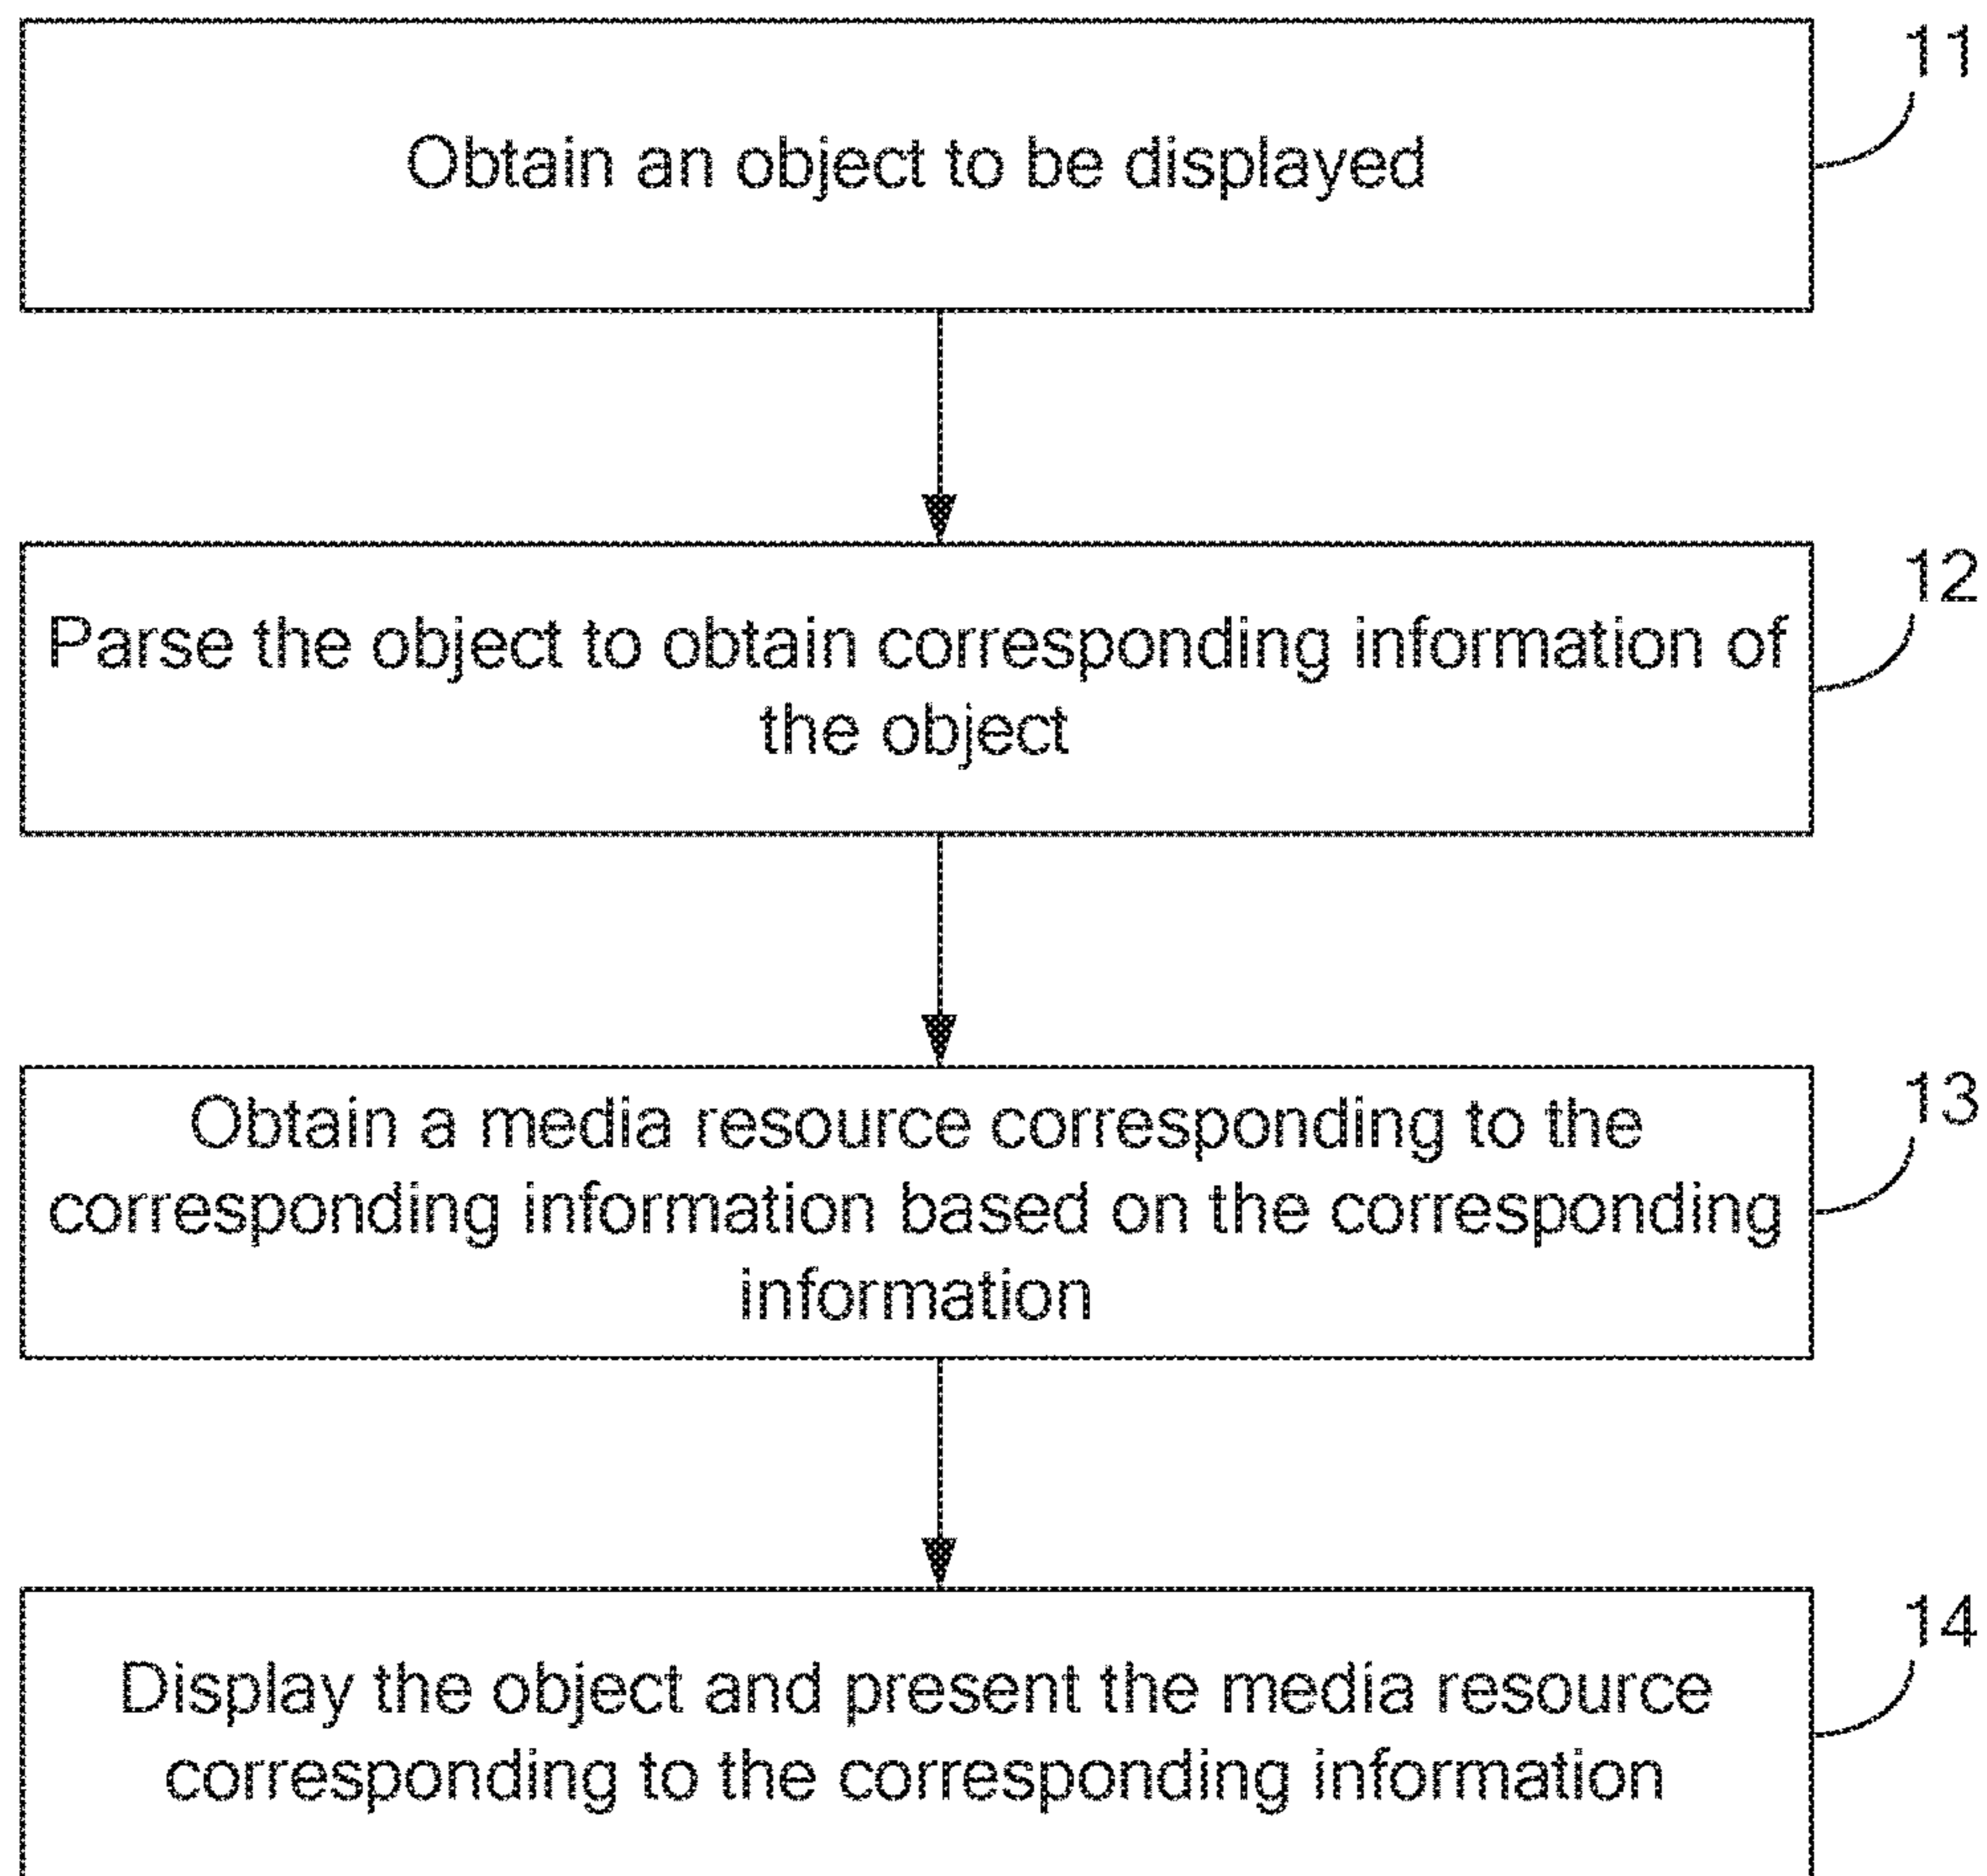 11
Obtain an object to be displayed
12
Parse the object to obtain corresponding information of
the object
13
Obtain a media resource corresponding to the
corresponding information based on the corresponding
information
14
Display the object and present the media resource
corresponding to the corresponding information